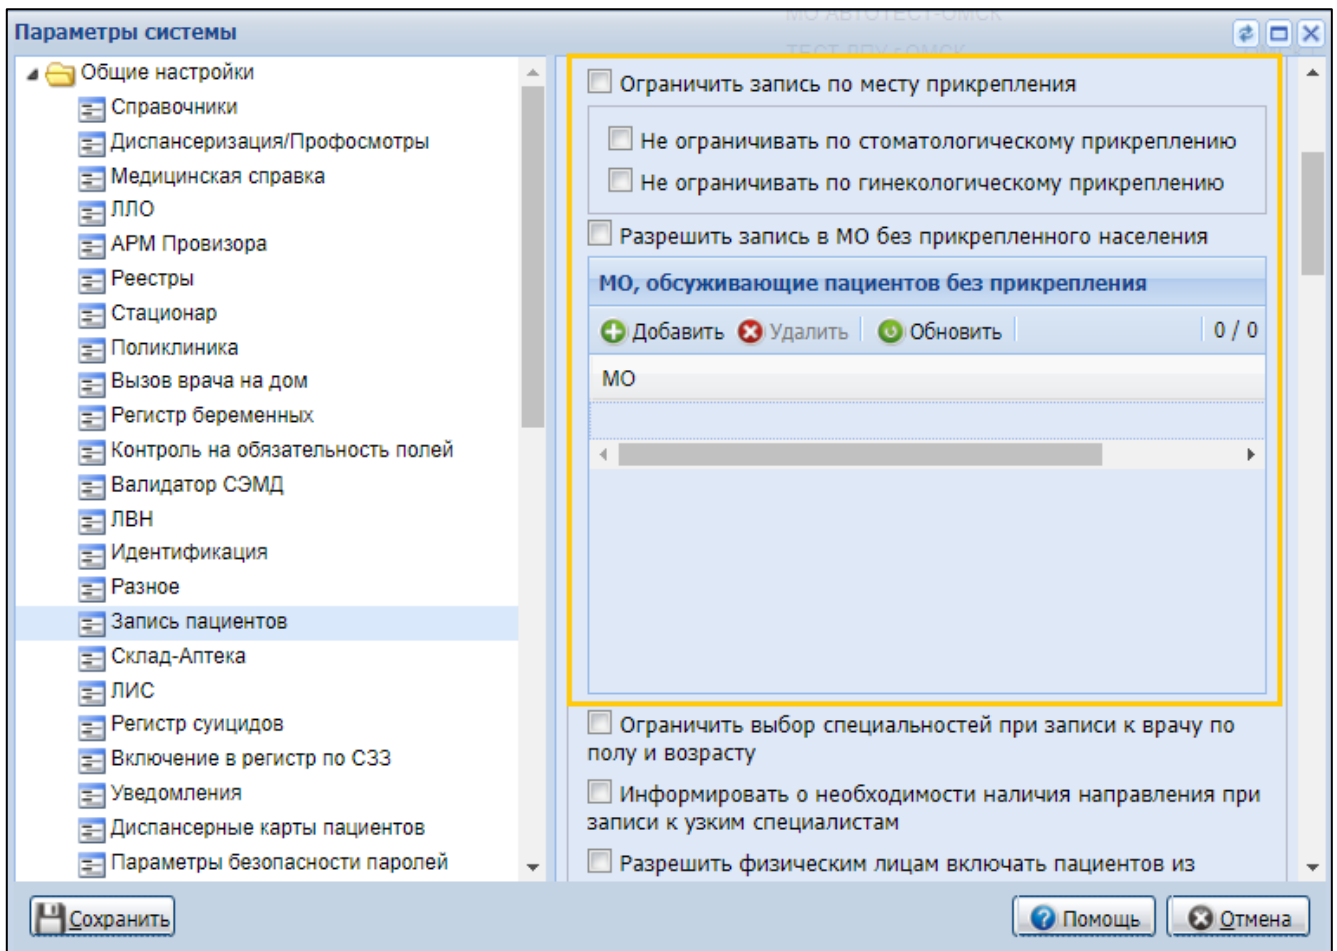 МО АВТОТЕСТ-ОМСК
Параметры системы
Общие настройки
Справочники
Диспансеризация/Профосмотры
Медицинская справка
ЛЛО
АРМ Провизора
Реестры
Стационар
Поликлиника
Вызов врача на дом
Регистр беременных
Контроль на обязательность полей
Валидатор СЭМД
ЛВН
Идентификация
Разное
Запись пациентов
Склад-Аптека
ЛИС
Регистр суицидов
Включение в регистр по СЗЗ
Уведомления
Диспансерные карты пациентов
Параметры безопасности паролей
Ограничить запись по месту прикрепления
Не ограничивать по стоматологическому прикреплению
Не ограничивать по гинекологическому прикреплению
Разрешить запись в МО без прикрепленного населения
МО, обсуживающие пациентов без прикрепления
Добавить Удалить Обновить 0 / 0
МО
Ограничить выбор специальностей при записи к врачу по
полу и возрасту
Информировать о необходимости наличия направления при
записи к узким специалистам
Разрешить физическим лицам включать пациентов из
Сохранить Помощь Отмена